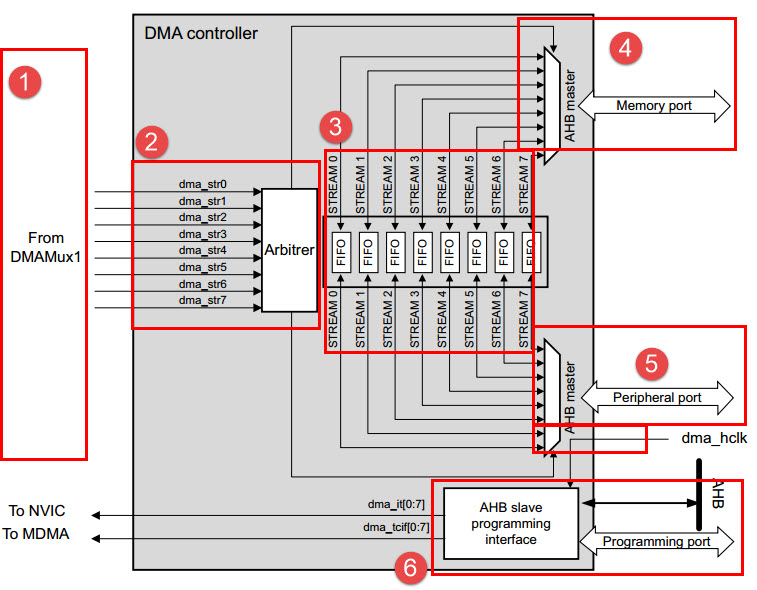 DMA controller
1
4
Memory port
AHB master
2
3
STREAM 0
STREAM 1
STREAM 2
STREAM 3
STREAM 4
STREAM 5
STREAM 6
STREAM 7
dma_str0
dma_str1
dma_str2
dma_str3
dma_str4
dma_str5
dma_str6
dma_str7
From
DMAMux1
Arbitrer
FIFO
FIFO
FIFO
FIFO
FIFO
FIFO
FIFO
FIFO
STREAM 0
STREAM 1
STREAM 2
STREAM 3
STREAM 4
STREAM 5
STREAM 6
STREAM 7
5
AHB master
Peripheral port
dma_hclk
To NVIC
To MDMA
dma_it[0:7]
dma_tcif[0:7]
AHB slave
programming
interface
AHB
Programming port
6